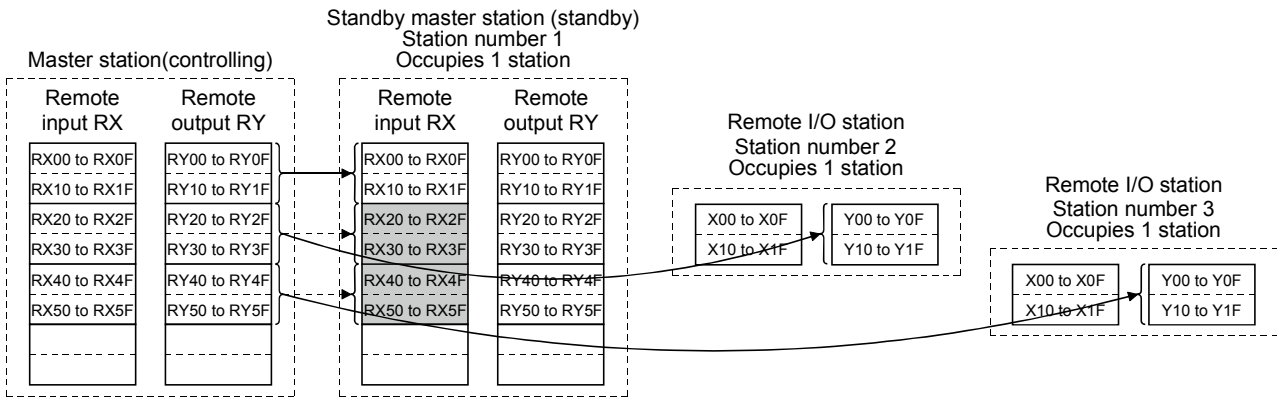 Master station(controlling)
Remote
input RX
Remote
output RY
RX00 to RX0F
RY00 to RY0F
RX10 to RX1F
RY10 to RY1F
RX20 to RX2F
RY20 to RY2F
RX30 to RX3F
RY30 to RY3F
RX40 to RX4F
RY40 to RY4F
RX50 to RX5F
RY50 to RY5F
Standby master station (standby)
Station number 1
Occupies 1 station
Remote
input RX
Remote
output RY
RX00 to RX0F
RY00 to RY0F
RX10 to RX1F
RY10 to RY1F
RX20 to RX2F
RY20 to RY2F
RX30 to RX3F
RY30 to RY3F
RX40 to RX4F
RY40 to RY4F
RX50 to RX5F
RY50 to RY5F
Remote I/O station
Station number 2
Occupies 1 station
X00 to X0F
Y00 to Y0F
X10 to X1F
Y10 to Y1F
Remote I/O station
Station number 3
Occupies 1 station
X00 to X0F
Y00 to Y0F
X10 to X1F
Y10 to Y1F